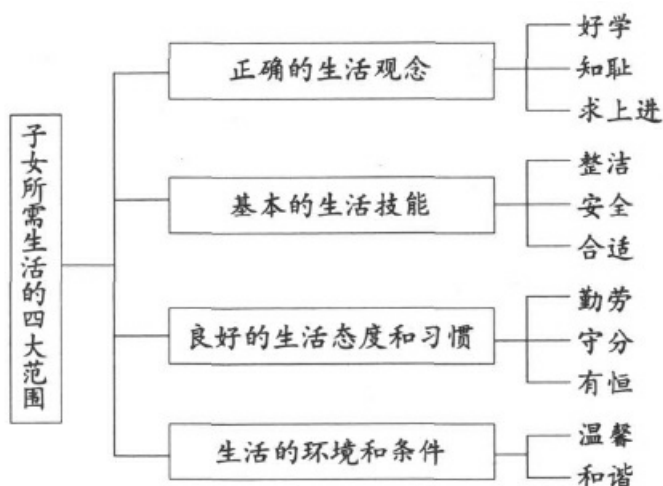 子女所需生活的四大范围
正确的生活观念
好学
知耻
求上进
基本的生活技能
整洁
安全
合适
良好的生活态度和习惯
勤劳
守分
有恒
生活的环境和条件
温馨
和谐